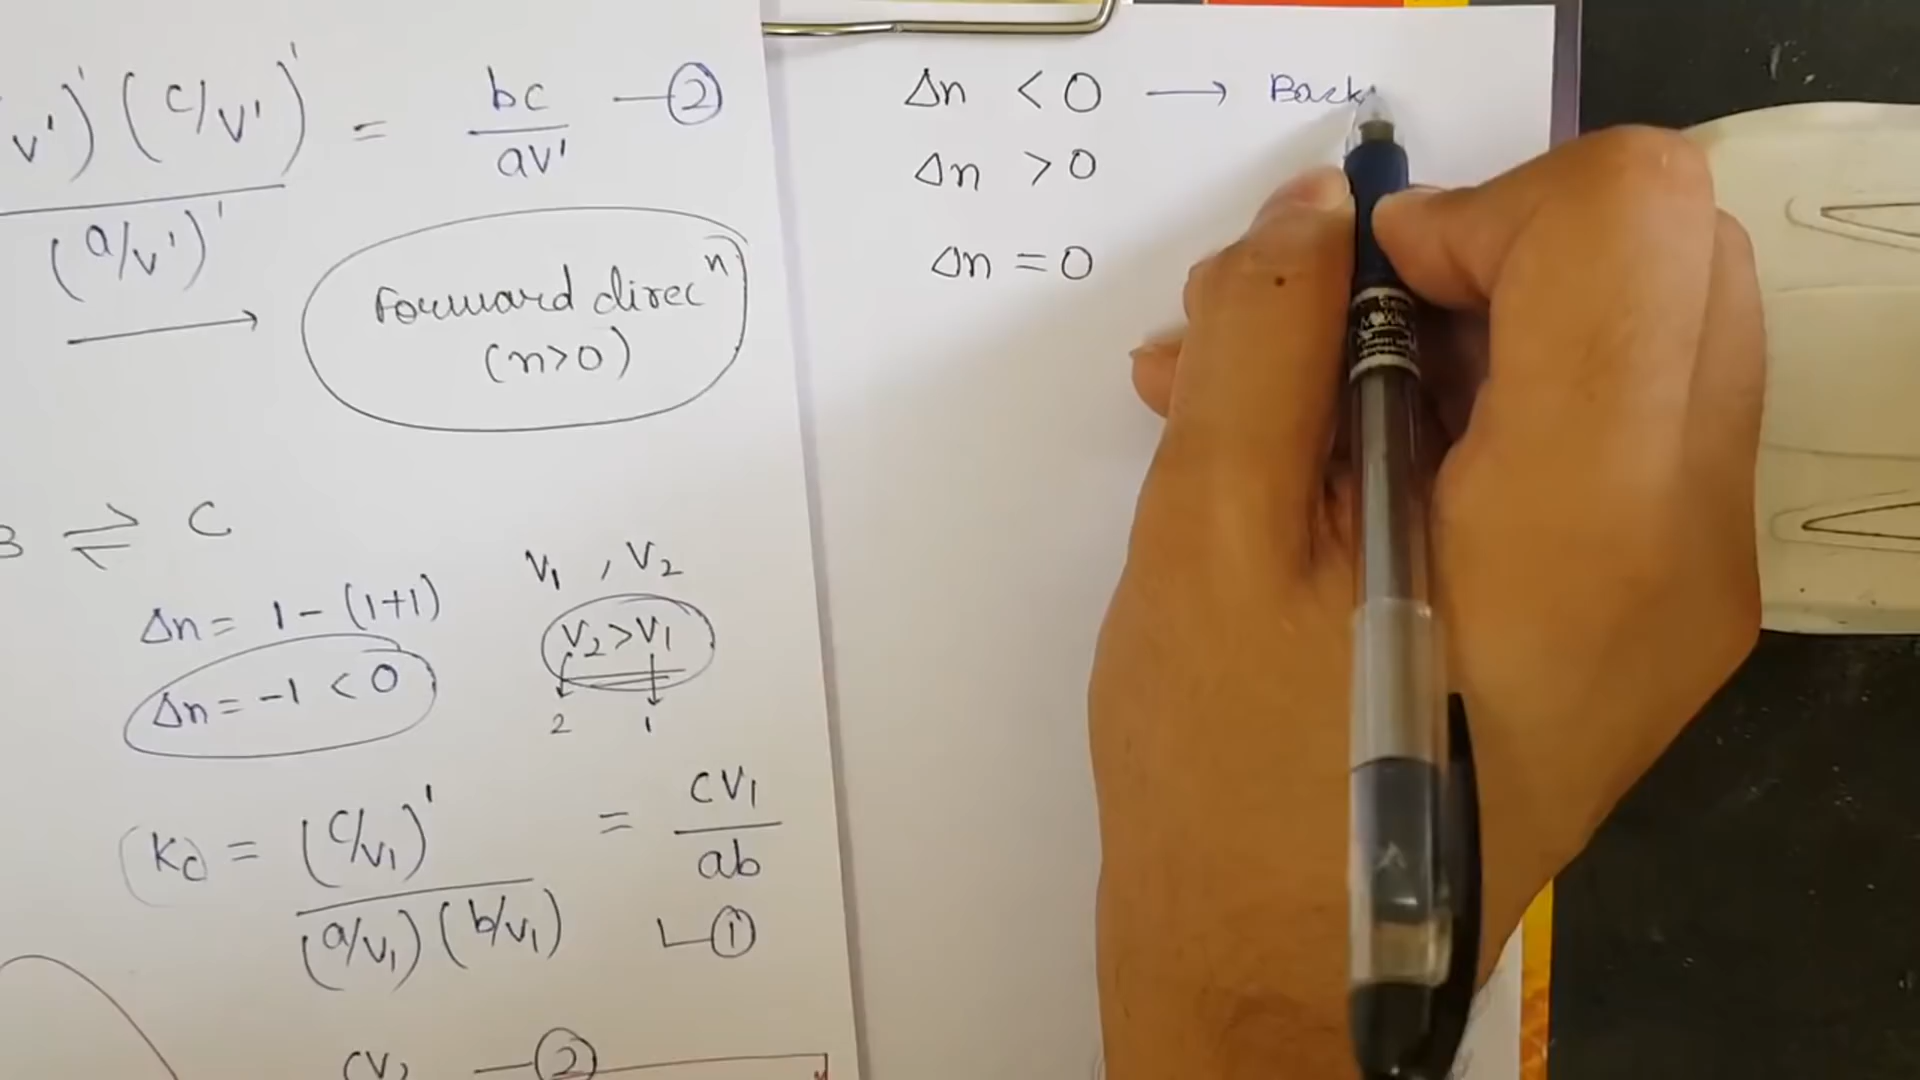 v')' (c/v')' = bc/av' —②
(a/v')'
Forward direcⁿ
(n>0)
B ⇌ C
Δn = 1 – (1+1)
Δn = -1 < 0
V₁ , V₂
V₂ > V₁
2 1
Kc = (c/v₁)' / (a/v₁) (b/v₁) = cv₁/ab
①
cv₂ —②
Δn < 0 → Back
Δn > 0
Δn = 0